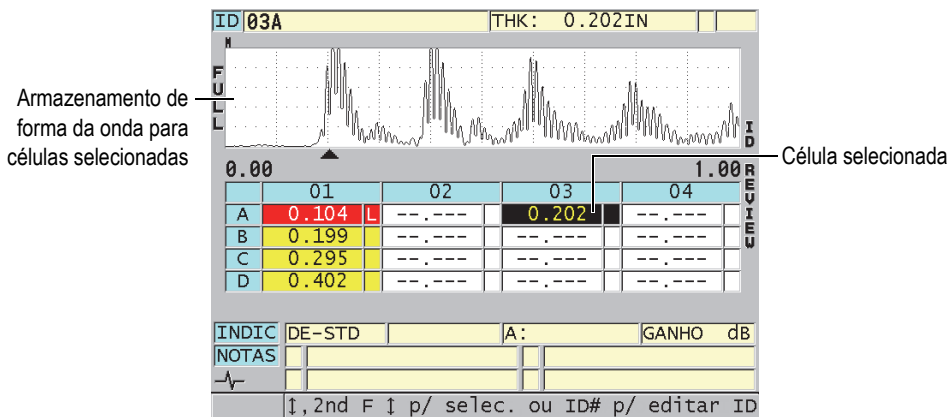 ID 03A THK: 0.202IN
M
FULL
Armazenamento de
forma da onda para
células selecionadas
ID REVIEW
Célula selecionada
0.00 1.00
01 02 03 04
A 0.104 L --.--- 0.202 --.---
B 0.199 --.--- --.--- --.---
C 0.295 --.--- --.--- --.---
D 0.402 --.--- --.--- --.---
INDIC DE-STD A: GANHO dB
NOTAS
↕,2nd F ↕ p/ selec. ou ID# p/ editar ID